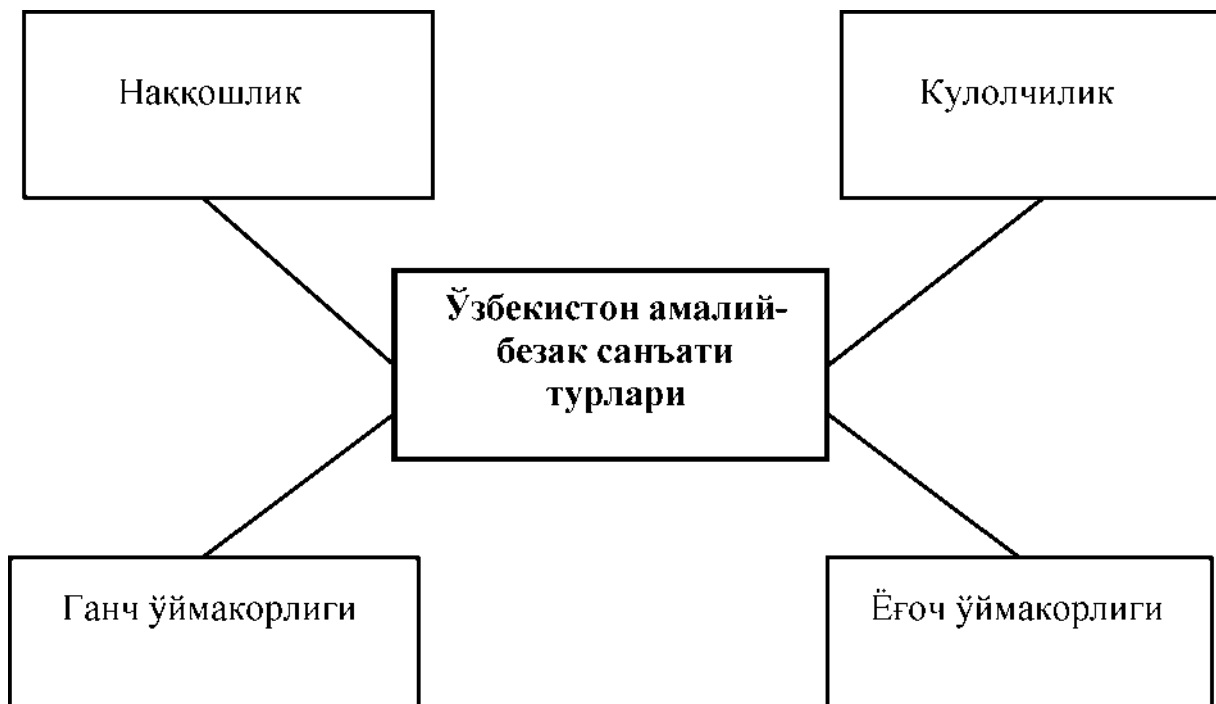 Наққошлик
Кулолчилик
Ўзбекистон амалий-
безак санъати
турлари
Ганч ўймакорлиги
Ёғоч ўймакорлиги